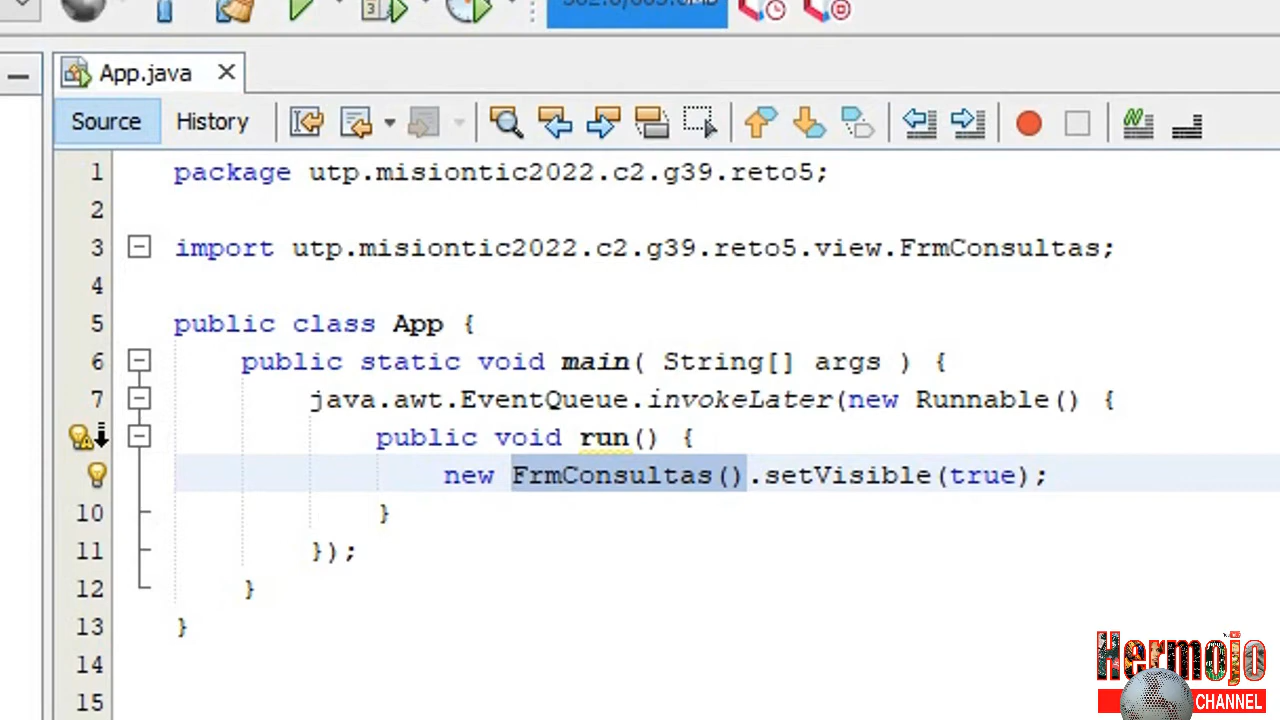 App.java
Source History
1 package utp.misiontic2022.c2.g39.reto5;
2
3 import utp.misiontic2022.c2.g39.reto5.view.FrmConsultas;
4
5 public class App {
6 public static void main( String[] args ) {
7 java.awt.EventQueue.invokeLater(new Runnable() {
public void run() {
new FrmConsultas().setVisible(true);
10 }
11 });
12 }
13 }
14
15
Hermojo
CHANNEL